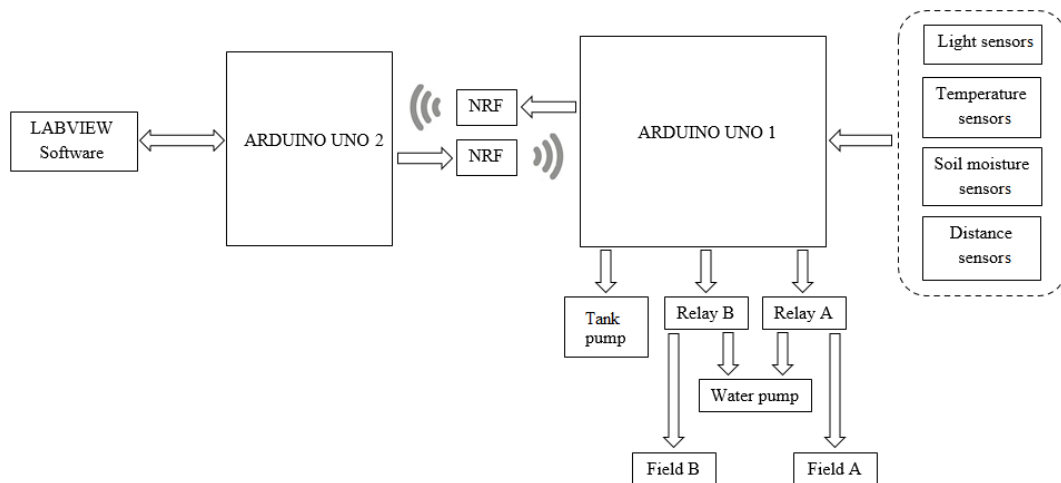 LABVIEW
Software
ARDUINO UNO 2
NRF
NRF
ARDUINO UNO 1
Light sensors
Temperature
sensors
Soil moisture
sensors
Distance
sensors
Tank
pump
Relay B
Relay A
Water pump
Field B
Field A